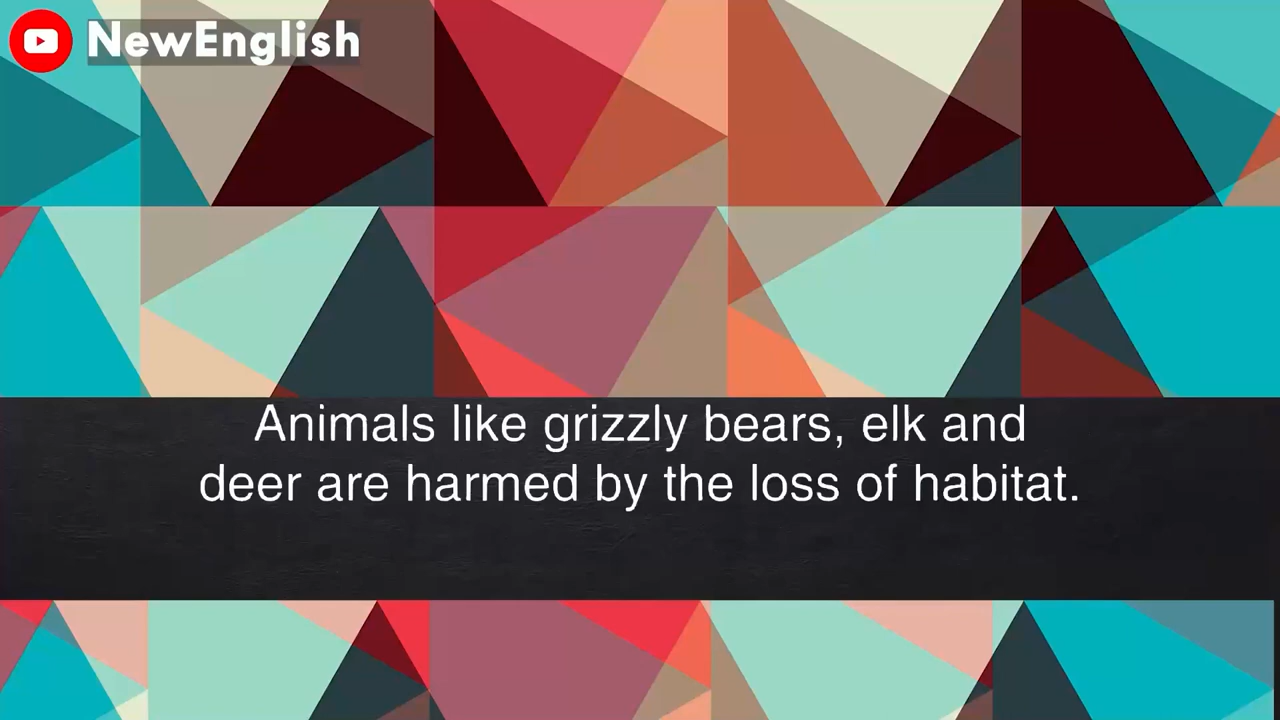 NewEnglish
Animals like grizzly bears, elk and
deer are harmed by the loss of habitat.